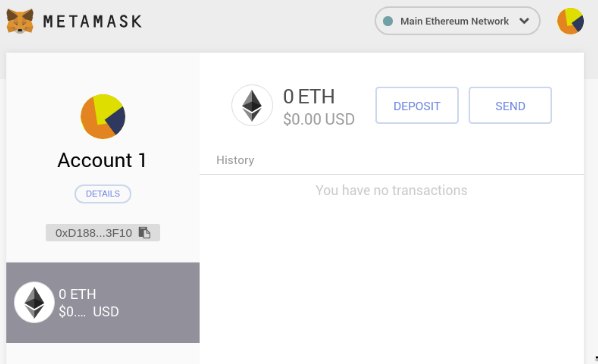 METAMASK
Main Ethereum Network
Account 1
DETAILS
0xD188...3F10
0 ETH
$0.... USD
0 ETH
$0.00 USD
DEPOSIT
SEND
History
You have no transactions